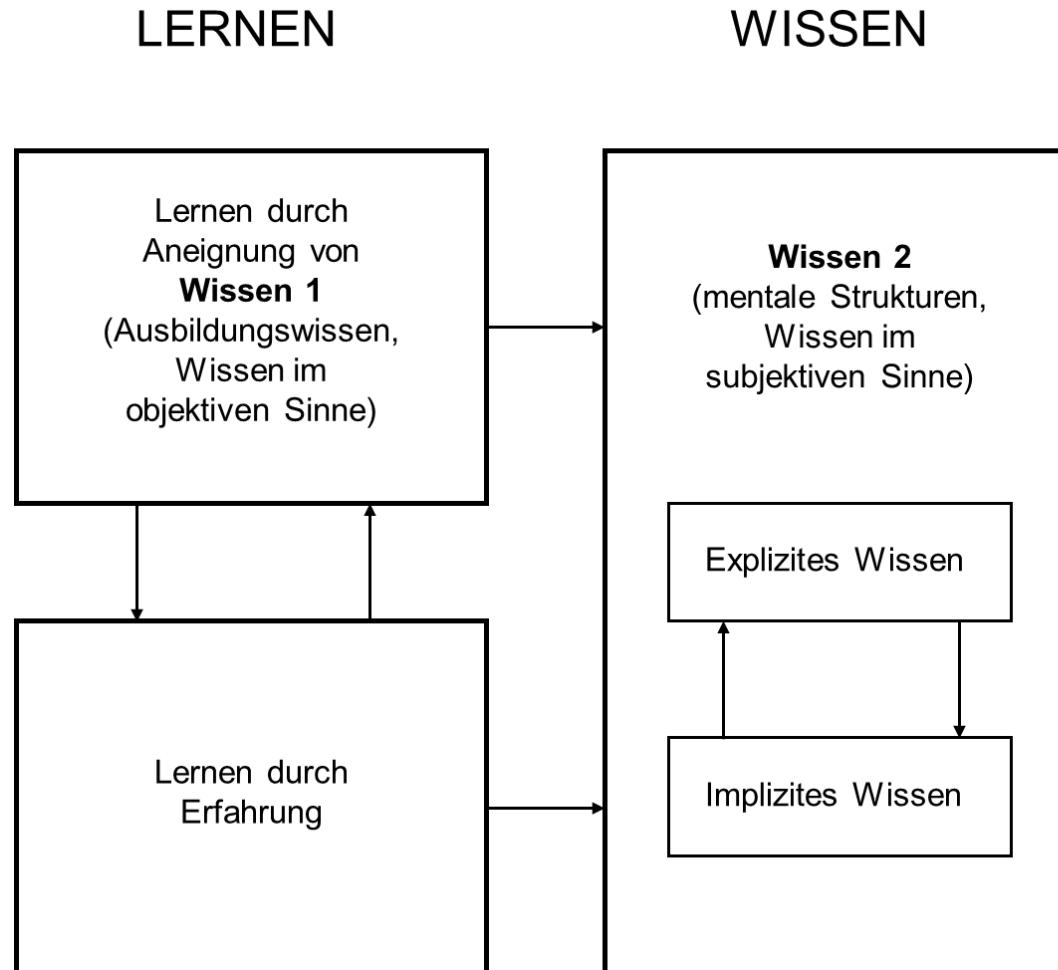 LERNEN
WISSEN
Lernen durch
Aneignung von
Wissen 1
(Ausbildungswissen,
Wissen im
objektiven Sinne)
Wissen 2
(mentale Strukturen,
Wissen im
subjektiven Sinne)
Explizites Wissen
Implizites Wissen
Lernen durch
Erfahrung